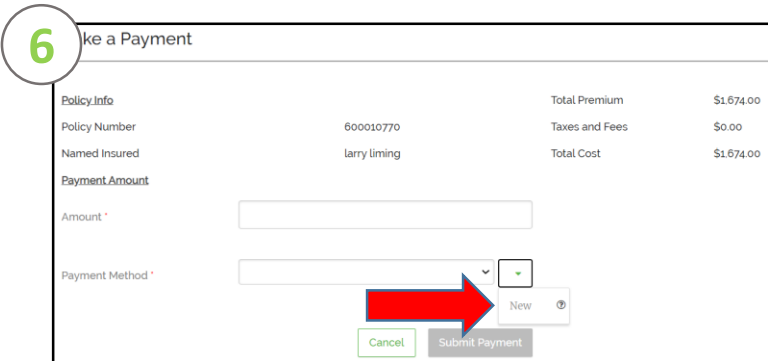 6
ke a Payment
Policy Info Total Premium $1,674.00
Policy Number 600010770 Taxes and Fees $0.00
Named Insured larry liming Total Cost $1,674.00
Payment Amount
Amount *
Payment Method *
New
Cancel Submit Payment